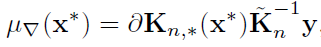 μ∇(x*) = ∂K_{n,*}(x*)K̃_n^{-1}y.